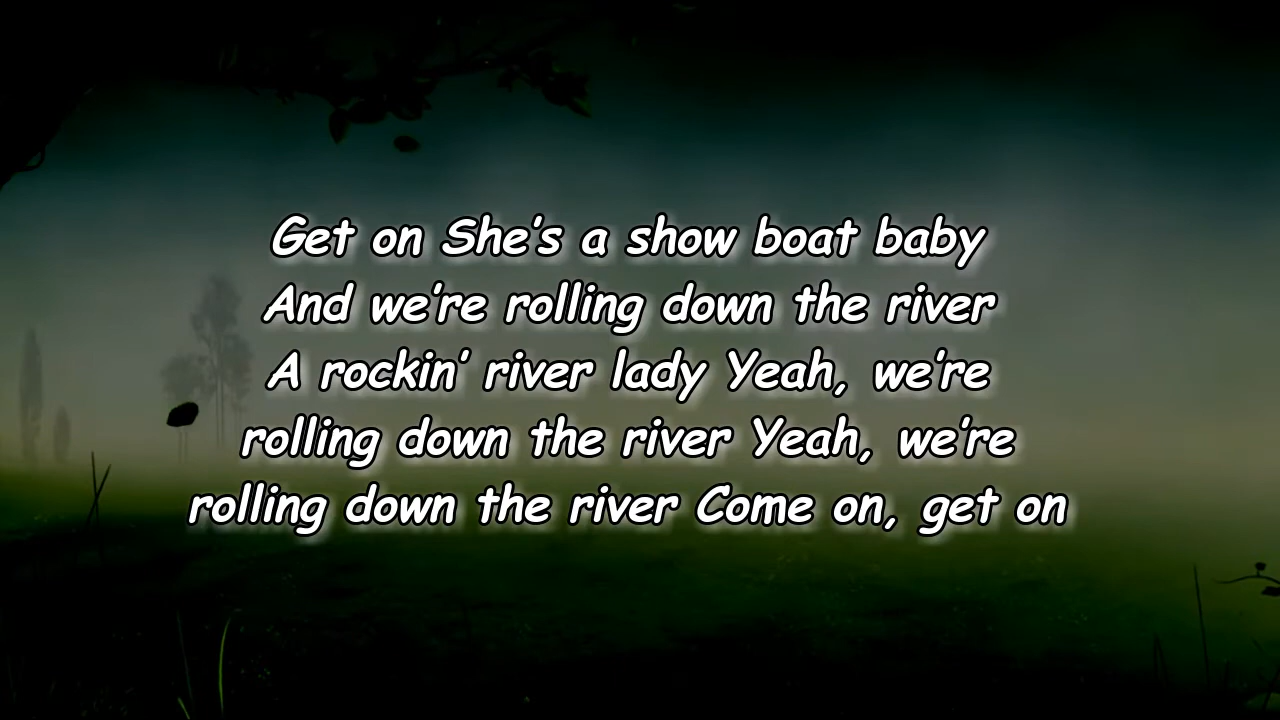 Get on She's a show boat baby
And we're rolling down the river
A rockin' river lady Yeah, we're
rolling down the river Yeah, we're
rolling down the river Come on, get on